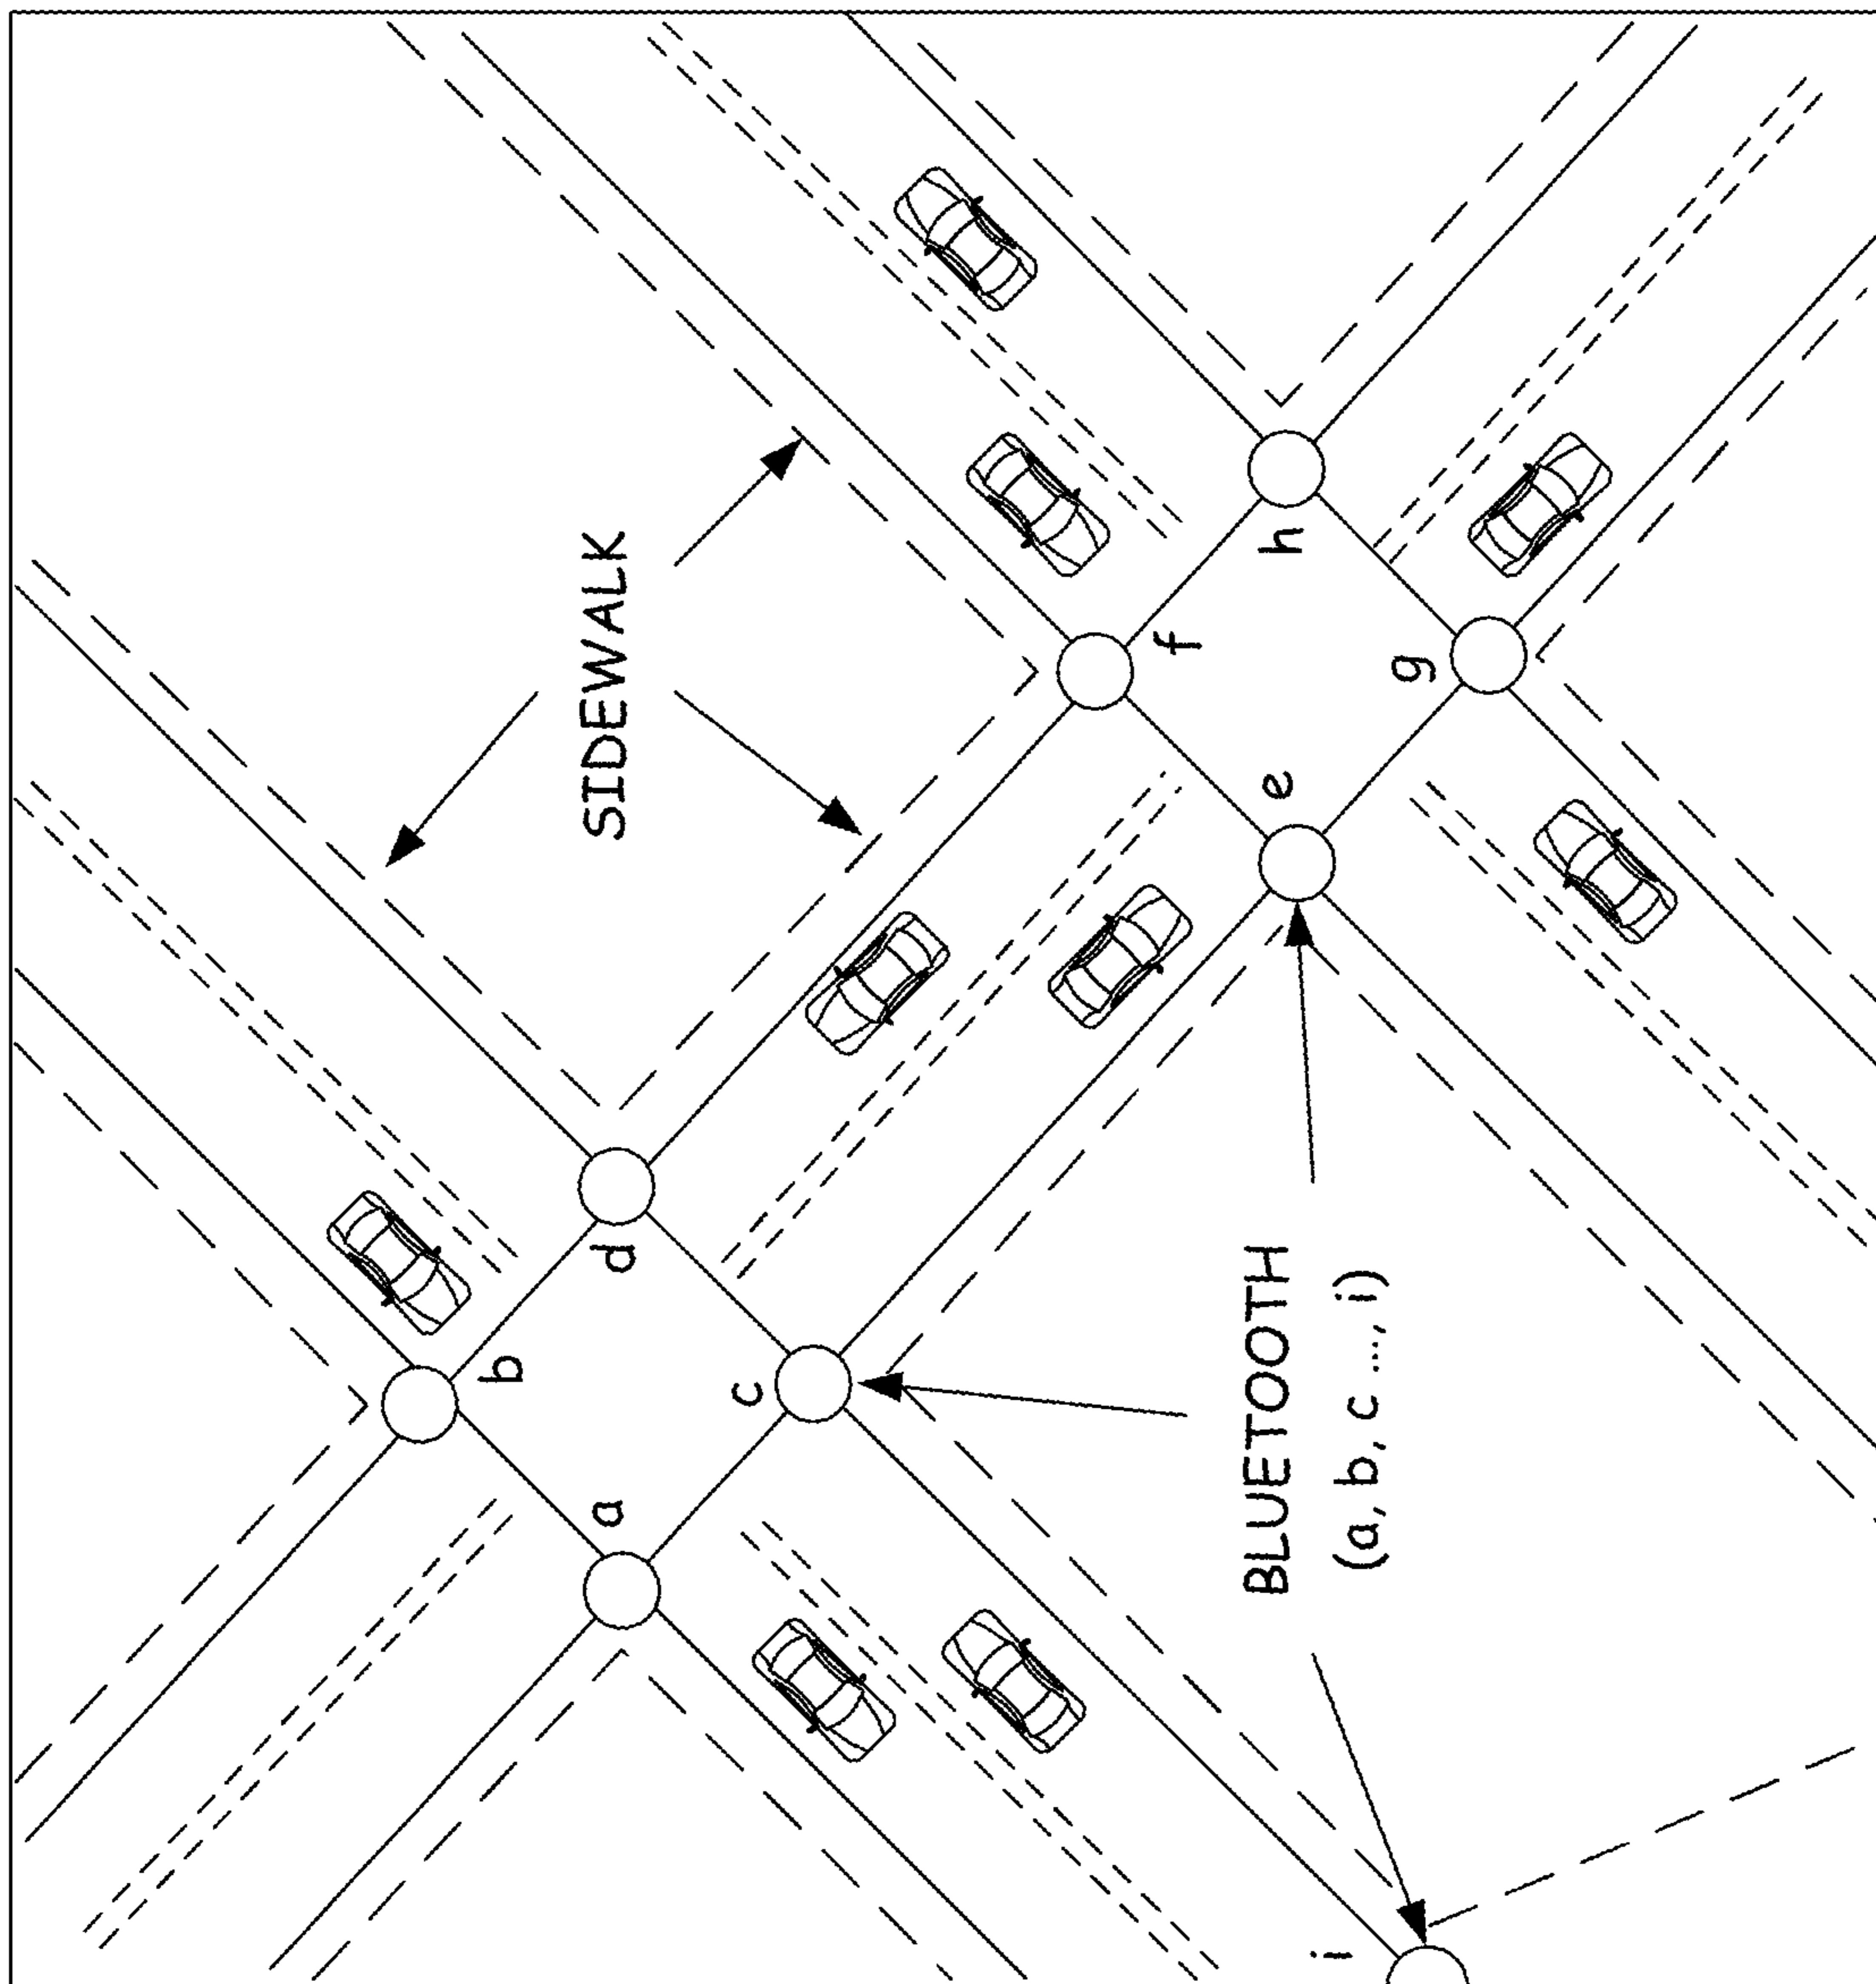 SIDEWALK
b
d
a
c
f
h
e
g
BLUETOOTH
(a, b, c ..., i)
i